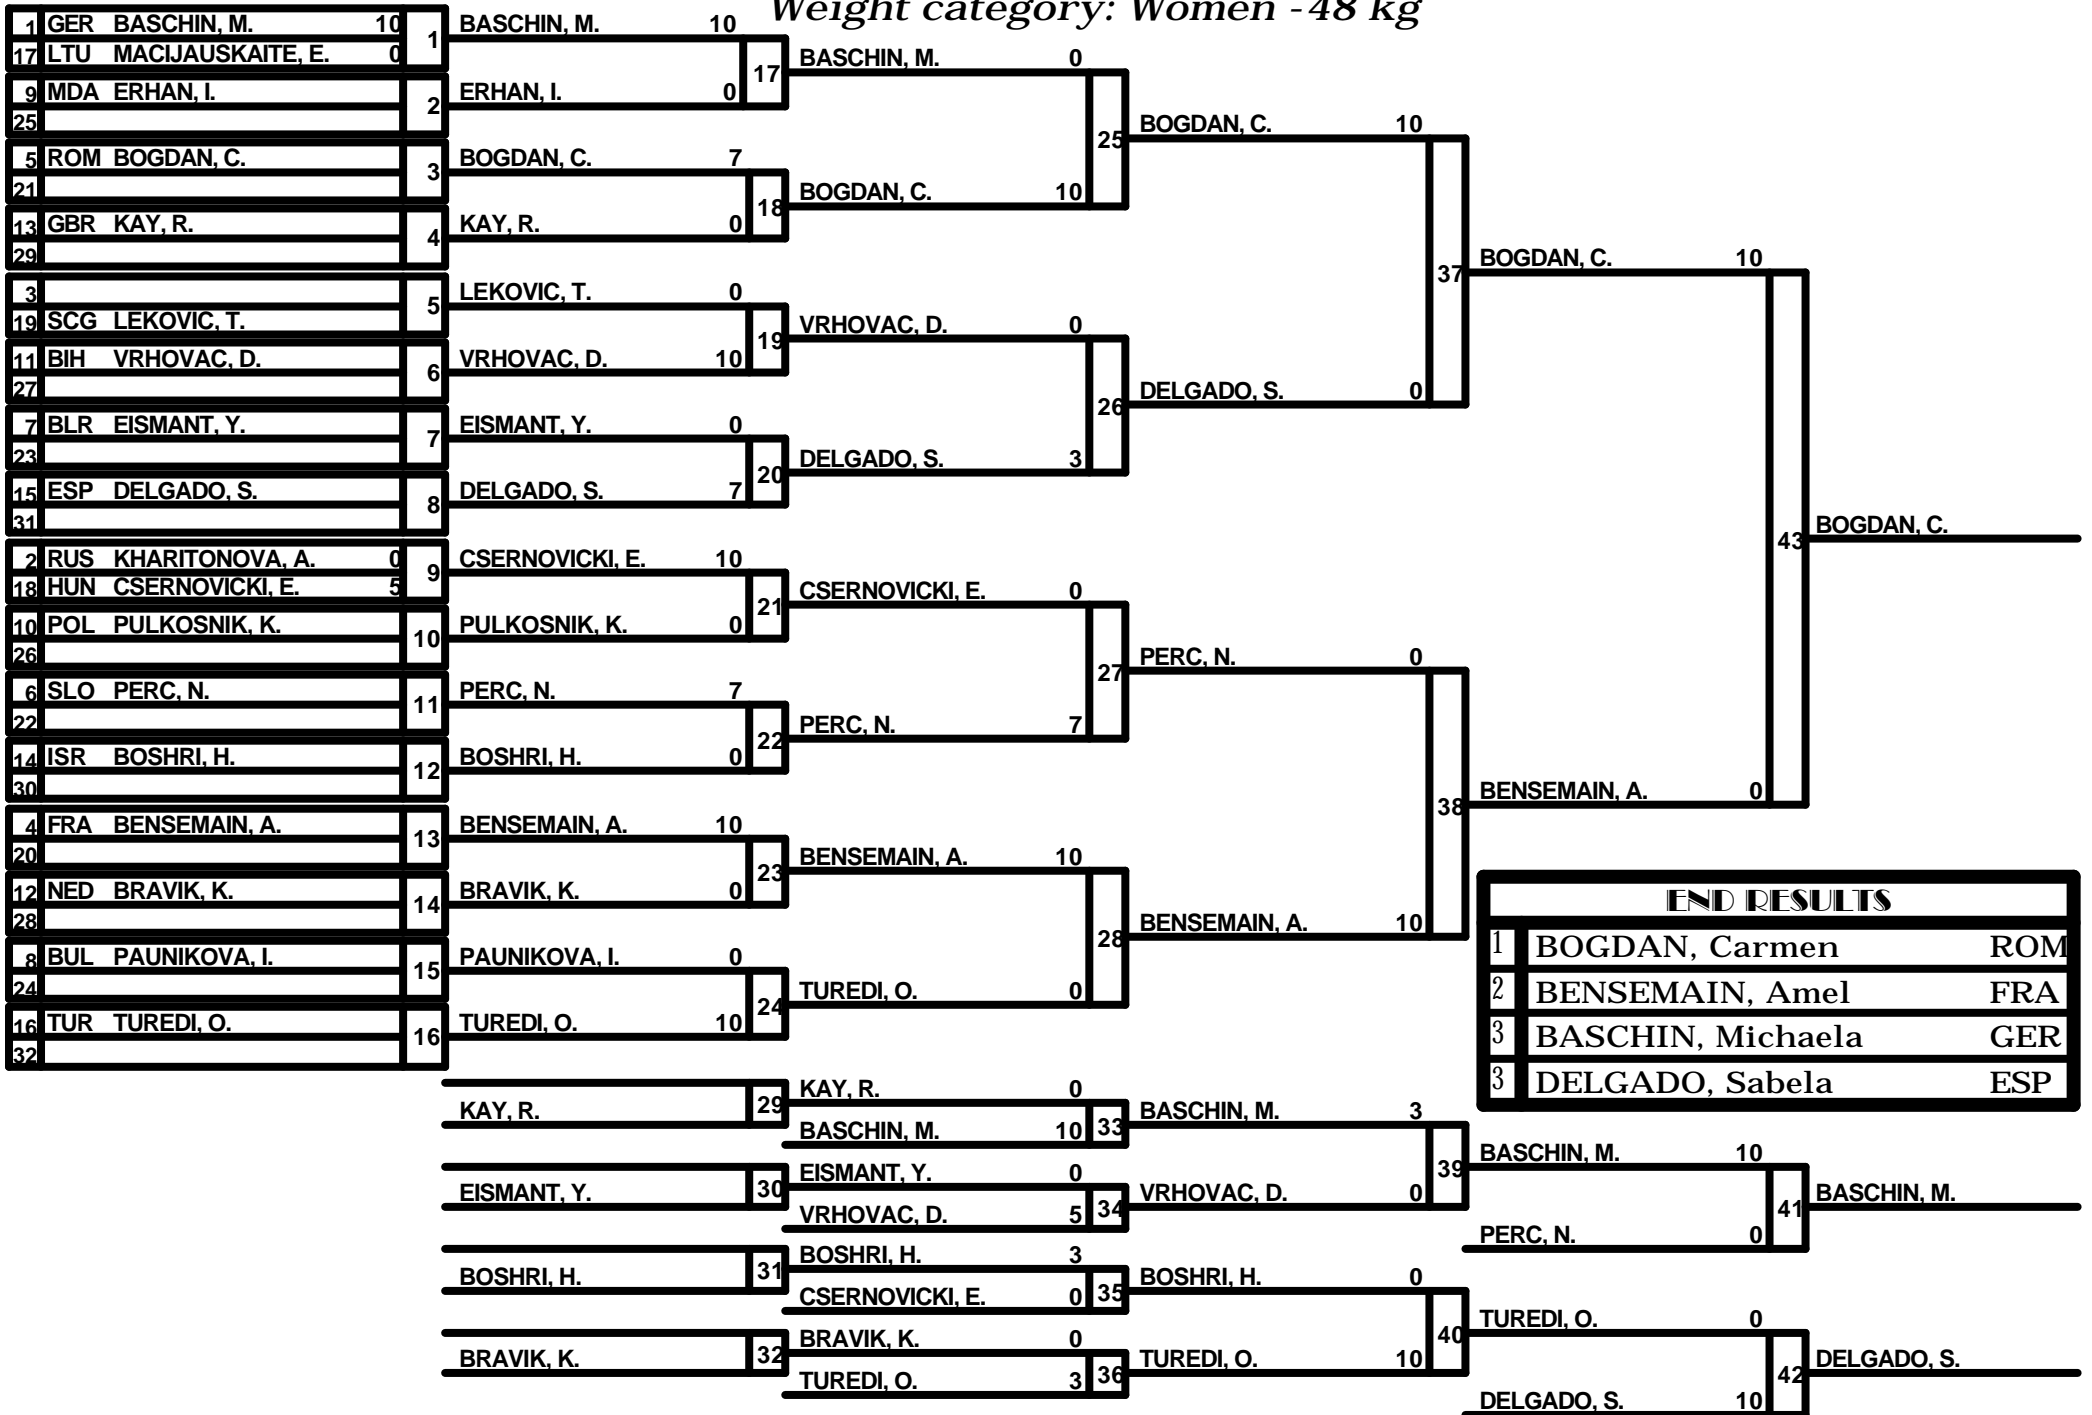 Weight category: Women -48 kg
1 GER BASCHIN, M. 10
17 LTU MACIJAUSKAITE, E. 0
1
9 MDA ERHAN, I.
25
2
5 ROM BOGDAN, C.
21
3
13 GBR KAY, R.
29
4
3
19 SCG LEKOVIC, T.
5
11 BIH VRHOVAC, D.
27
6
7 BLR EISMANT, Y.
23
7
15 ESP DELGADO, S.
31
8
2 RUS KHARITONOVA, A. 0
18 HUN CSERNOVICKI, E. 5
9
10 POL PULKOSNIK, K.
26
10
6 SLO PERC, N.
22
11
14 ISR BOSHRI, H.
30
12
4 FRA BENSEMAIN, A.
20
13
12 NED BRAVIK, K.
28
14
8 BUL PAUNIKOVA, I.
24
15
16 TUR TUREDI, O.
32
16
BASCHIN, M. 10
17
ERHAN, I. 0
BOGDAN, C. 7
18
KAY, R. 0
LEKOVIC, T. 0
19
VRHOVAC, D. 10
EISMANT, Y. 0
20
DELGADO, S. 7
CSERNOVICKI, E. 10
21
PULKOSNIK, K. 0
PERC, N. 7
22
BOSHRI, H. 0
BENSEMAIN, A. 10
23
BRAVIK, K. 0
PAUNIKOVA, I. 0
24
TUREDI, O. 10
BASCHIN, M. 0
25
BOGDAN, C. 10
VRHOVAC, D. 0
26
DELGADO, S. 3
CSERNOVICKI, E. 0
27
PERC, N. 7
BENSEMAIN, A. 10
28
TUREDI, O. 0
BOGDAN, C. 10
37
DELGADO, S. 0
PERC, N. 0
38
BENSEMAIN, A. 10
BOGDAN, C. 10
43
BENSEMAIN, A. 0
BOGDAN, C.
END RESULTS
1 BOGDAN, Carmen ROM
2 BENSEMAIN, Amel FRA
3 BASCHIN, Michaela GER
3 DELGADO, Sabela ESP
KAY, R. 29
EISMANT, Y. 30
BOSHRI, H. 31
BRAVIK, K. 32
KAY, R. 0
33
BASCHIN, M. 10
EISMANT, Y. 0
34
VRHOVAC, D. 5
BOSHRI, H. 3
35
CSERNOVICKI, E. 0
BRAVIK, K. 0
36
TUREDI, O. 3
BASCHIN, M. 3
39
VRHOVAC, D. 0
BOSHRI, H. 0
40
TUREDI, O. 10
BASCHIN, M. 10
41
PERC, N. 0
TUREDI, O. 0
42
DELGADO, S. 10
BASCHIN, M.
DELGADO, S.